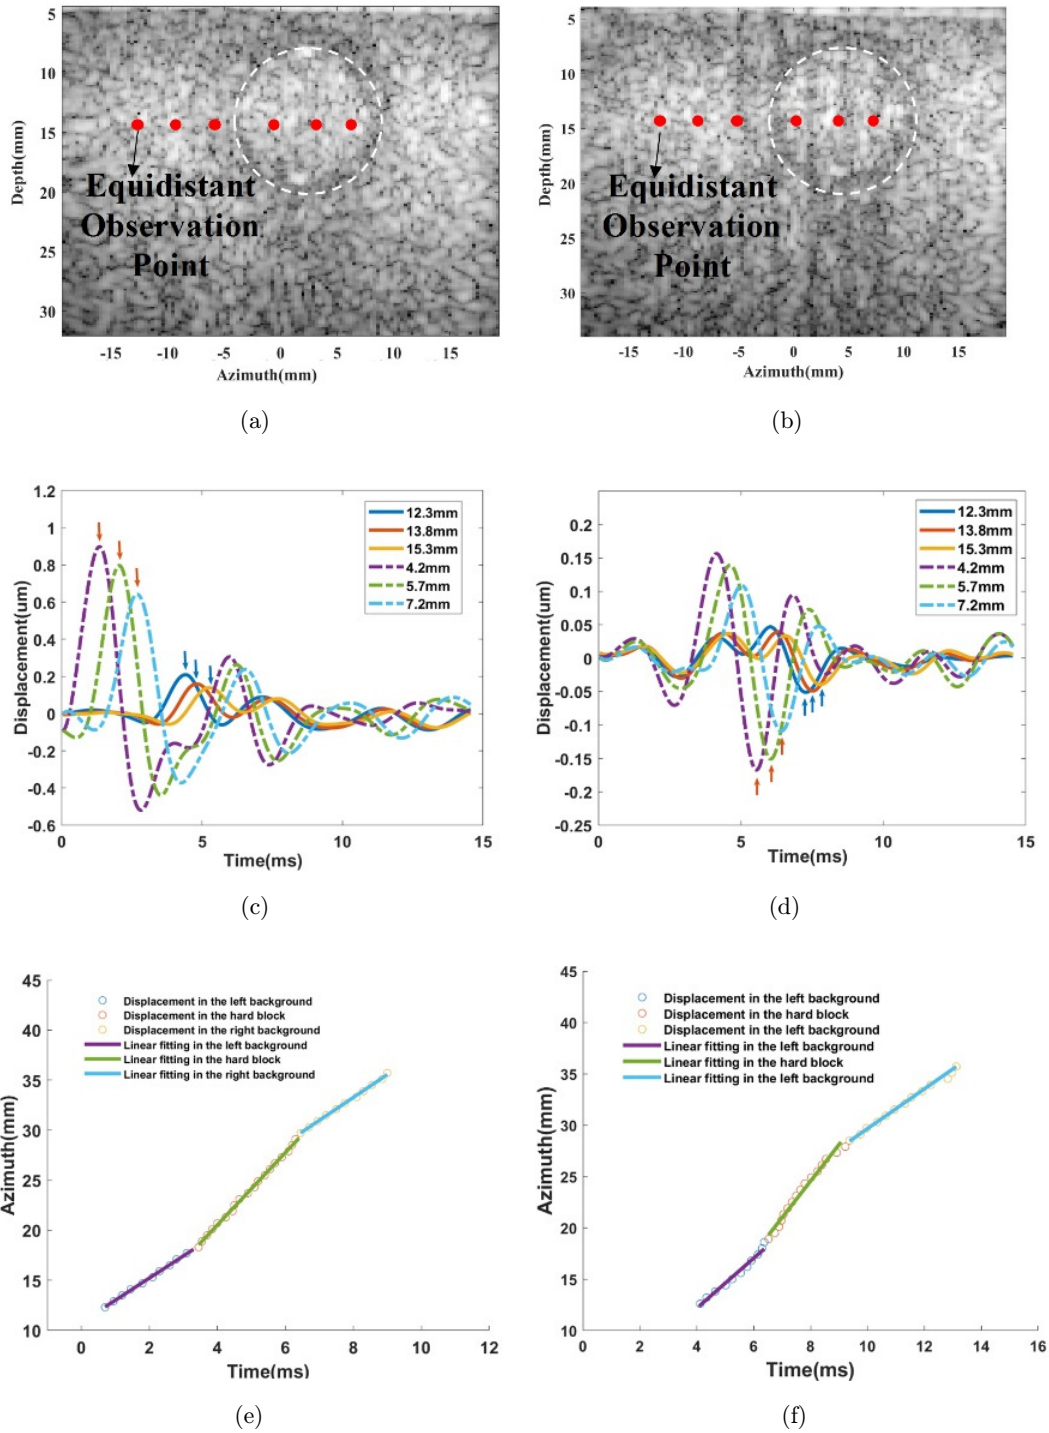 5
10
15
20
25
30
Depth(mm)
Equidistant
Observation
Point
-15
-10
-5
0
5
10
15
Azimuth(mm)
(a)
5
10
15
20
25
30
Depth(mm)
Equidistant
Observation
Point
-15
-10
-5
0
5
10
15
Azimuth(mm)
(b)
1.2
1
0.8
0.6
0.4
0.2
0
-0.2
-0.4
-0.6
Displacement(um)
12.3mm
13.8mm
15.3mm
4.2mm
5.7mm
7.2mm
0
5
10
15
Time(ms)
(c)
0.2
0.15
0.1
0.05
0
-0.05
-0.1
-0.15
-0.2
-0.25
Displacement(um)
12.3mm
13.8mm
15.3mm
4.2mm
5.7mm
7.2mm
0
5
10
15
Time(ms)
(d)
45
40
35
30
25
20
15
10
Azimuth(mm)
Displacement in the left background
Displacement in the hard block
Displacement in the right background
Linear fitting in the left background
Linear fitting in the hard block
Linear fitting in the right background
0
2
4
6
8
10
12
Time(ms)
(e)
45
40
35
30
25
20
15
10
Azimuth(mm)
Displacement in the left background
Displacement in the hard block
Displacement in the left background
Linear fitting in the left background
Linear fitting in the hard block
Linear fitting in the left background
0
2
4
6
8
10
12
14
16
Time(ms)
(f)